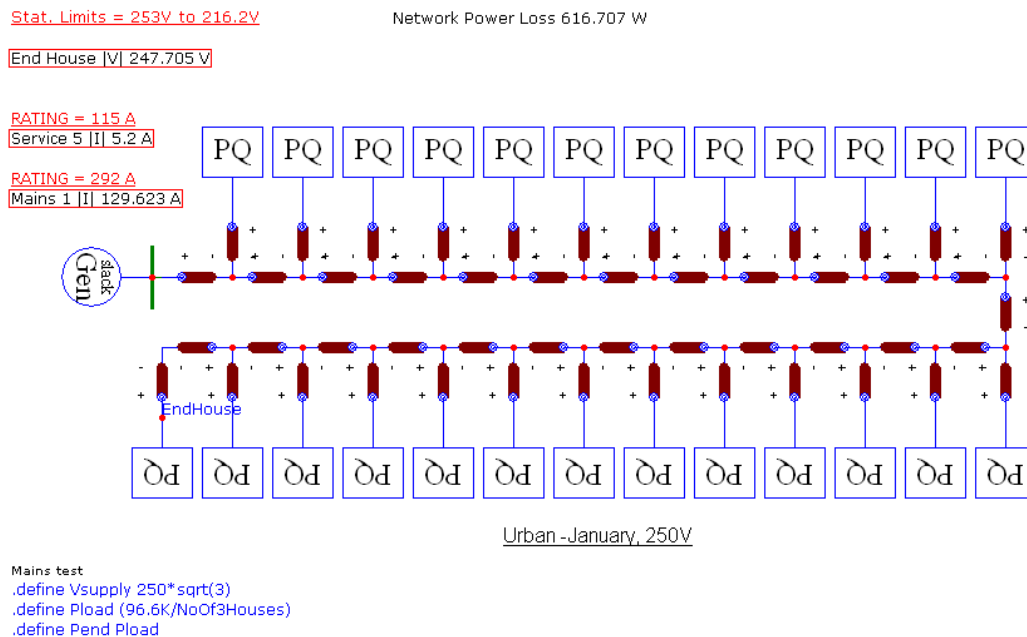 Stat. Limits = 253V to 216.2V
Network Power Loss 616.707 W
End House |V| 247.705 V
RATING = 115 A
Service 5 |I| 5.2 A
RATING = 292 A
Mains 1 |I| 129.623 A
PQ PQ PQ PQ PQ PQ PQ PQ PQ PQ PQ PQ
slack
Gen
EndHouse
PQ PQ PQ PQ PQ PQ PQ PQ PQ PQ PQ PQ PQ
Urban -January, 250V
Mains test
.define Vsupply 250*sqrt(3)
.define Pload (96.6K/NoOf3Houses)
.define Pend Pload